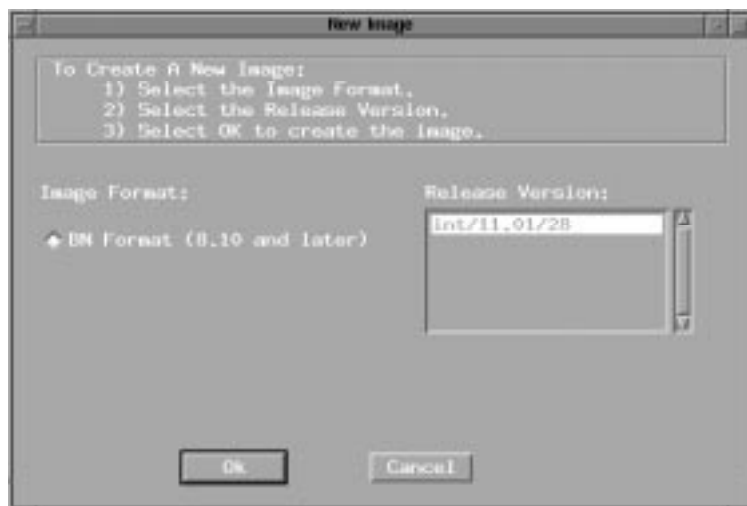 New Image
To Create A New Image:
1) Select the Image Format.
2) Select the Release Version.
3) Select OK to create the image.
Image Format:
Release Version:
BN Format (8.10 and later)
int/11.01/28
Ok
Cancel